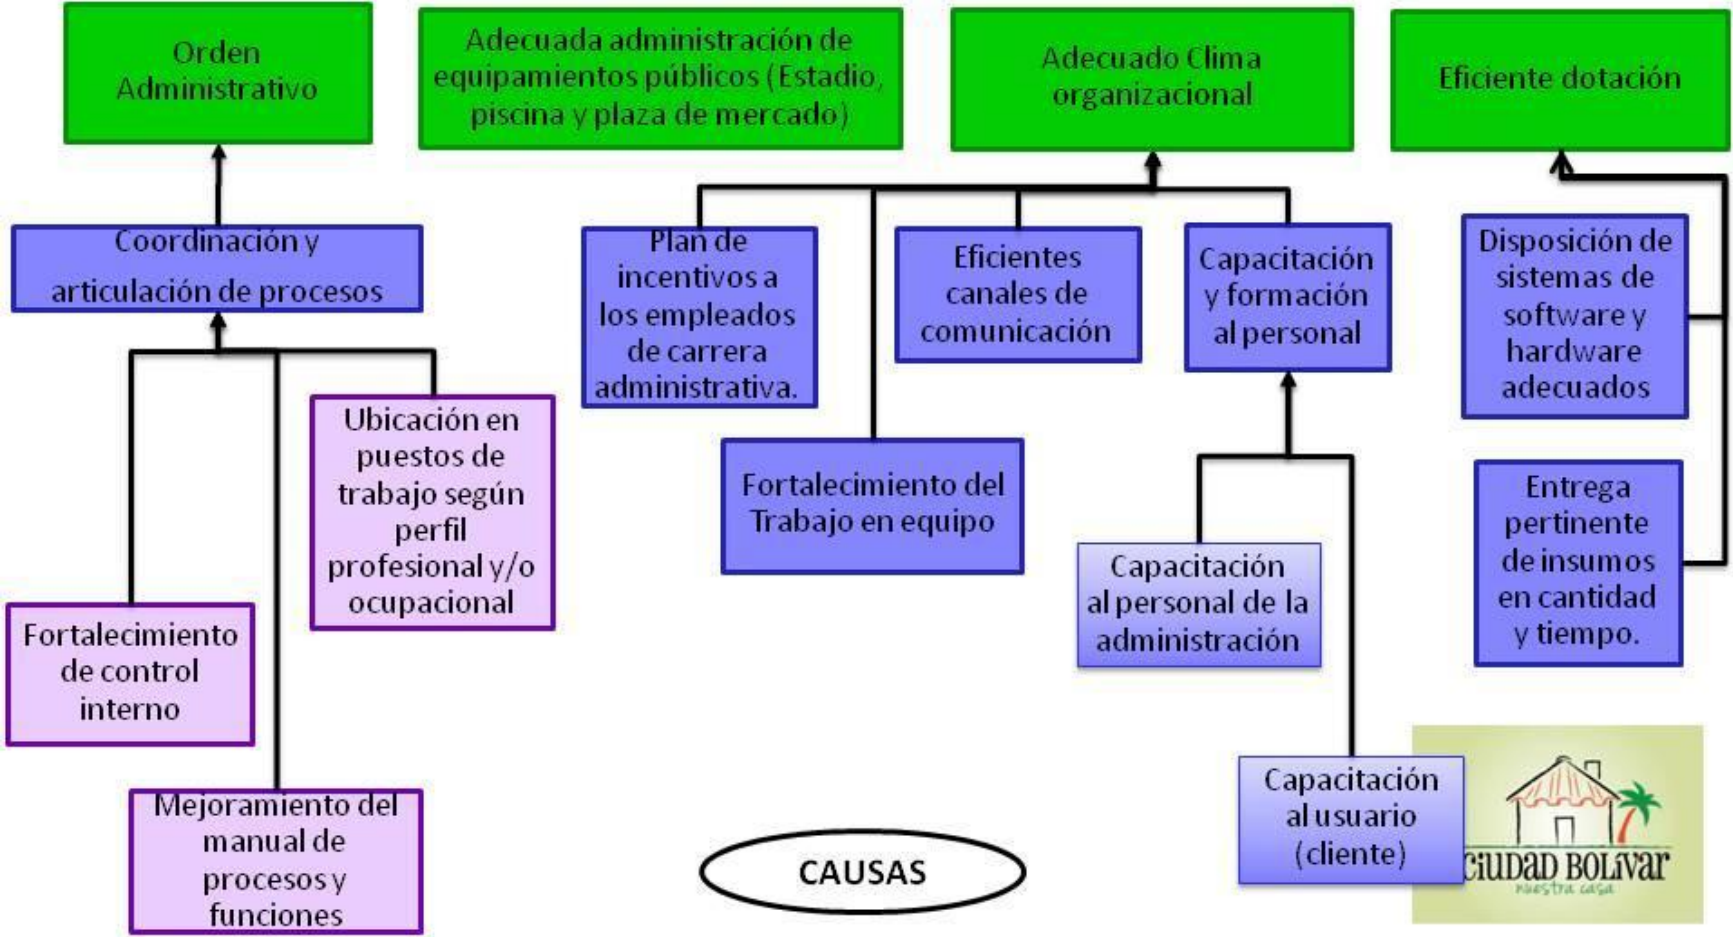 Orden
Administrativo
Adecuada administración de
equipamientos públicos (Estadio,
piscina y plaza de mercado)
Adecuado Clima
organizacional
Eficiente dotación
Coordinación y
articulación de procesos
Plan de
incentivos a
los empleados
de carrera
administrativa.
Eficientes
canales de
comunicación
Capacitación
y formación
al personal
Disposición de
sistemas de
software y
hardware
adecuados
Ubicación en
puestos de
trabajo según
perfil
profesional y/o
ocupacional
Fortalecimiento del
Trabajo en equipo
Entrega
pertinente
de insumos
en cantidad
y tiempo.
Capacitación
al personal de la
administración
Fortalecimiento
de control
interno
Mejoramiento del
manual de
procesos y
funciones
CAUSAS
Capacitación
al usuario
(cliente)
CIUDAD BOLÍVAR
nuestra casa